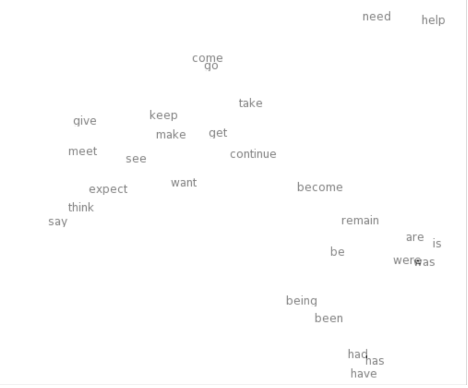 need
help
come
go
take
give
keep
make
get
meet
see
continue
expect
want
become
think
say
remain
are
is
be
were
was
being
been
had
has
have